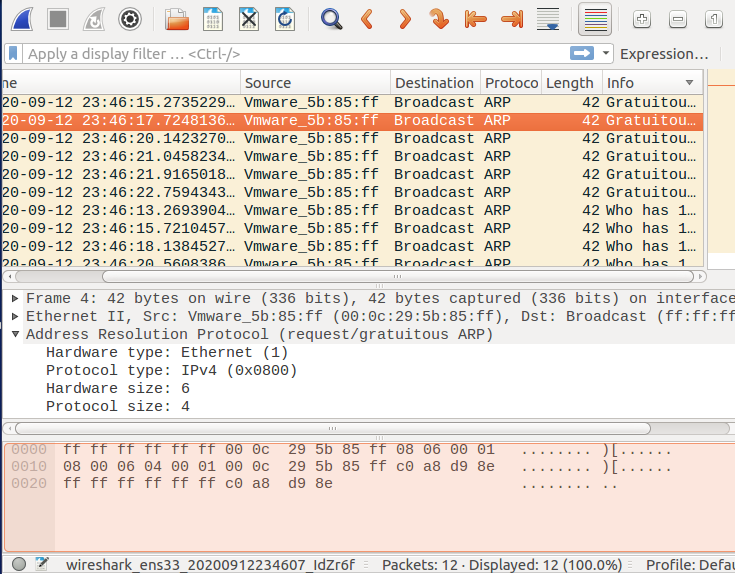 Apply a display filter … <Ctrl-/> Expression…
ne Source Destination Protoco Length Info
20-09-12 23:46:15.2735229… Vmware_5b:85:ff Broadcast ARP 42 Gratuitou…
20-09-12 23:46:17.7248136… Vmware_5b:85:ff Broadcast ARP 42 Gratuitou…
20-09-12 23:46:20.1423270… Vmware_5b:85:ff Broadcast ARP 42 Gratuitou…
20-09-12 23:46:21.0458234… Vmware_5b:85:ff Broadcast ARP 42 Gratuitou…
20-09-12 23:46:21.9165018… Vmware_5b:85:ff Broadcast ARP 42 Gratuitou…
20-09-12 23:46:22.7594343… Vmware_5b:85:ff Broadcast ARP 42 Gratuitou…
20-09-12 23:46:13.2693904… Vmware_5b:85:ff Broadcast ARP 42 Who has 1…
20-09-12 23:46:15.7210457… Vmware_5b:85:ff Broadcast ARP 42 Who has 1…
20-09-12 23:46:18.1384527… Vmware_5b:85:ff Broadcast ARP 42 Who has 1…
20-09-12 23:46:20.5608386… Vmware_5b:85:ff Broadcast ARP 42 Who has 1…
Frame 4: 42 bytes on wire (336 bits), 42 bytes captured (336 bits) on interface
Ethernet II, Src: Vmware_5b:85:ff (00:0c:29:5b:85:ff), Dst: Broadcast (ff:ff:ff
Address Resolution Protocol (request/gratuitous ARP)
Hardware type: Ethernet (1)
Protocol type: IPv4 (0x0800)
Hardware size: 6
Protocol size: 4
0000 ff ff ff ff ff ff 00 0c 29 5b 85 ff 08 06 00 01 ........ )[......
0010 08 00 06 04 00 01 00 0c 29 5b 85 ff c0 a8 d9 8e ........ )[......
0020 ff ff ff ff ff ff c0 a8 d9 8e ........ ..
wireshark_ens33_20200912234607_IdZr6f Packets: 12 · Displayed: 12 (100.0%) Profile: Defau